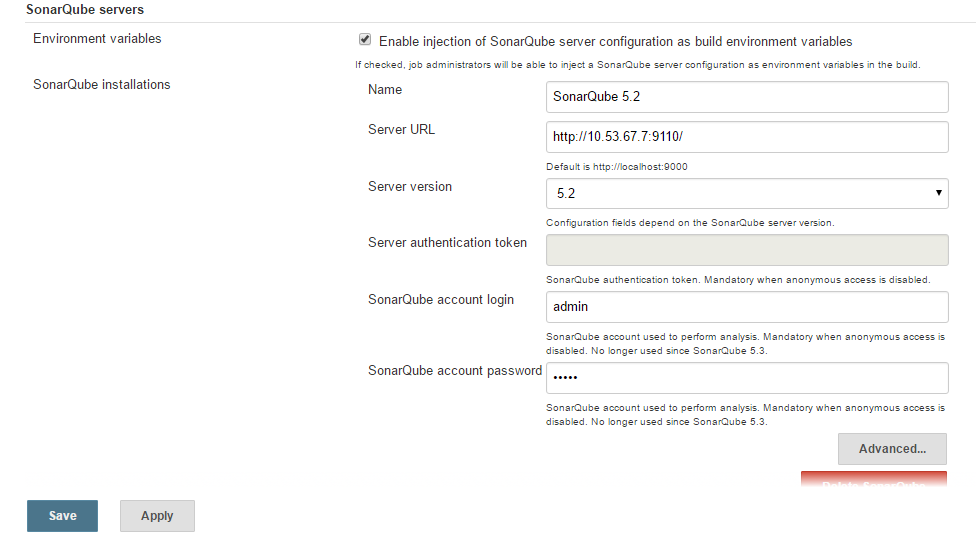 SonarQube servers
Environment variables
Enable injection of SonarQube server configuration as build environment variables
If checked, job administrators will be able to inject a SonarQube server configuration as environment variables in the build.
SonarQube installations
Name
SonarQube 5.2
Server URL
http://10.53.67.7:9110/
Default is http://localhost:9000
Server version
5.2
Configuration fields depend on the SonarQube server version.
Server authentication token
SonarQube authentication token. Mandatory when anonymous access is disabled.
SonarQube account login
admin
SonarQube account used to perform analysis. Mandatory when anonymous access is
disabled. No longer used since SonarQube 5.3.
SonarQube account password
•••••
SonarQube account used to perform analysis. Mandatory when anonymous access is
disabled. No longer used since SonarQube 5.3.
Advanced...
Save
Apply